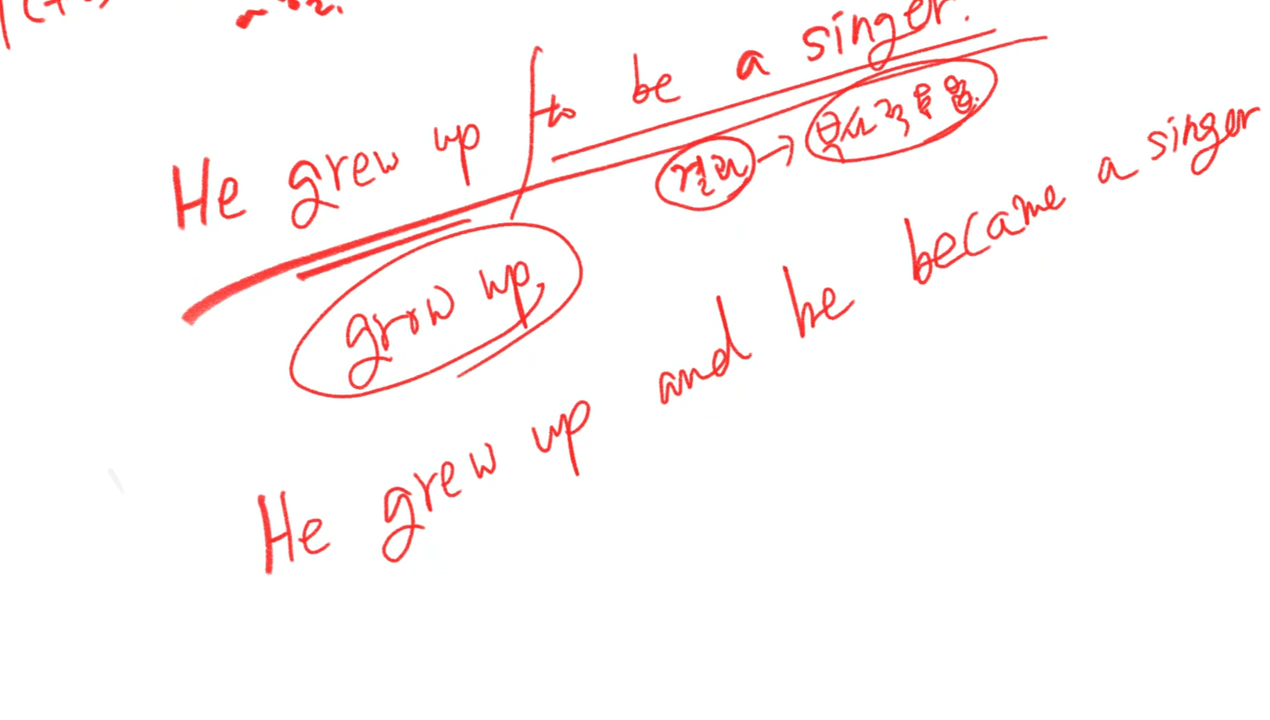 He grew up to be a singer.
결과 → 부사적용법
grow up
He grew up and he became a singer